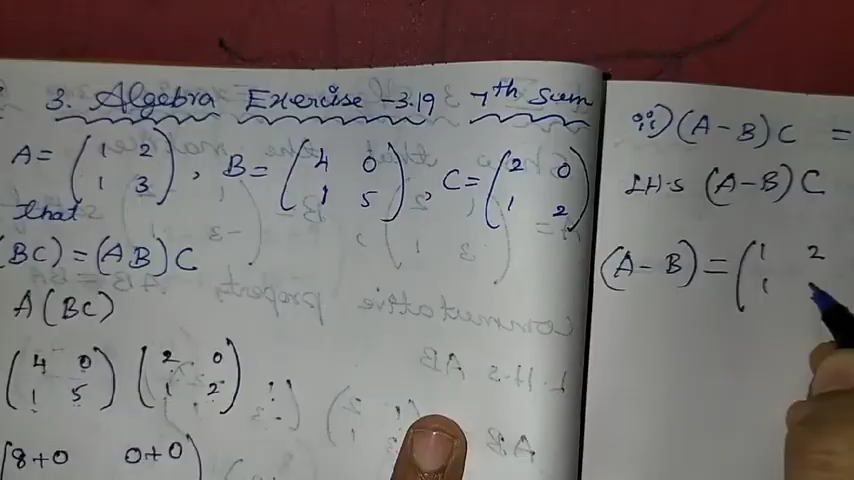 3. Algebra Exercise - 3.19 7th Sum
A = (1 2
1 3), B = (4 0
1 5), C = (2 0
1 2)
that
(BC) = (AB)C
A(BC)
(4 0
1 5) (2 0
1 2)
(8+0 0+0)
ii) (A-B)C =
LH.S (A-B)C
(A-B) = (1 2
1